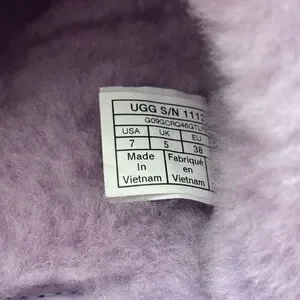 UGG S/N 1112
USA UK EU
7 5 38
Made Fabriqué
In en
Vietnam Vietnam